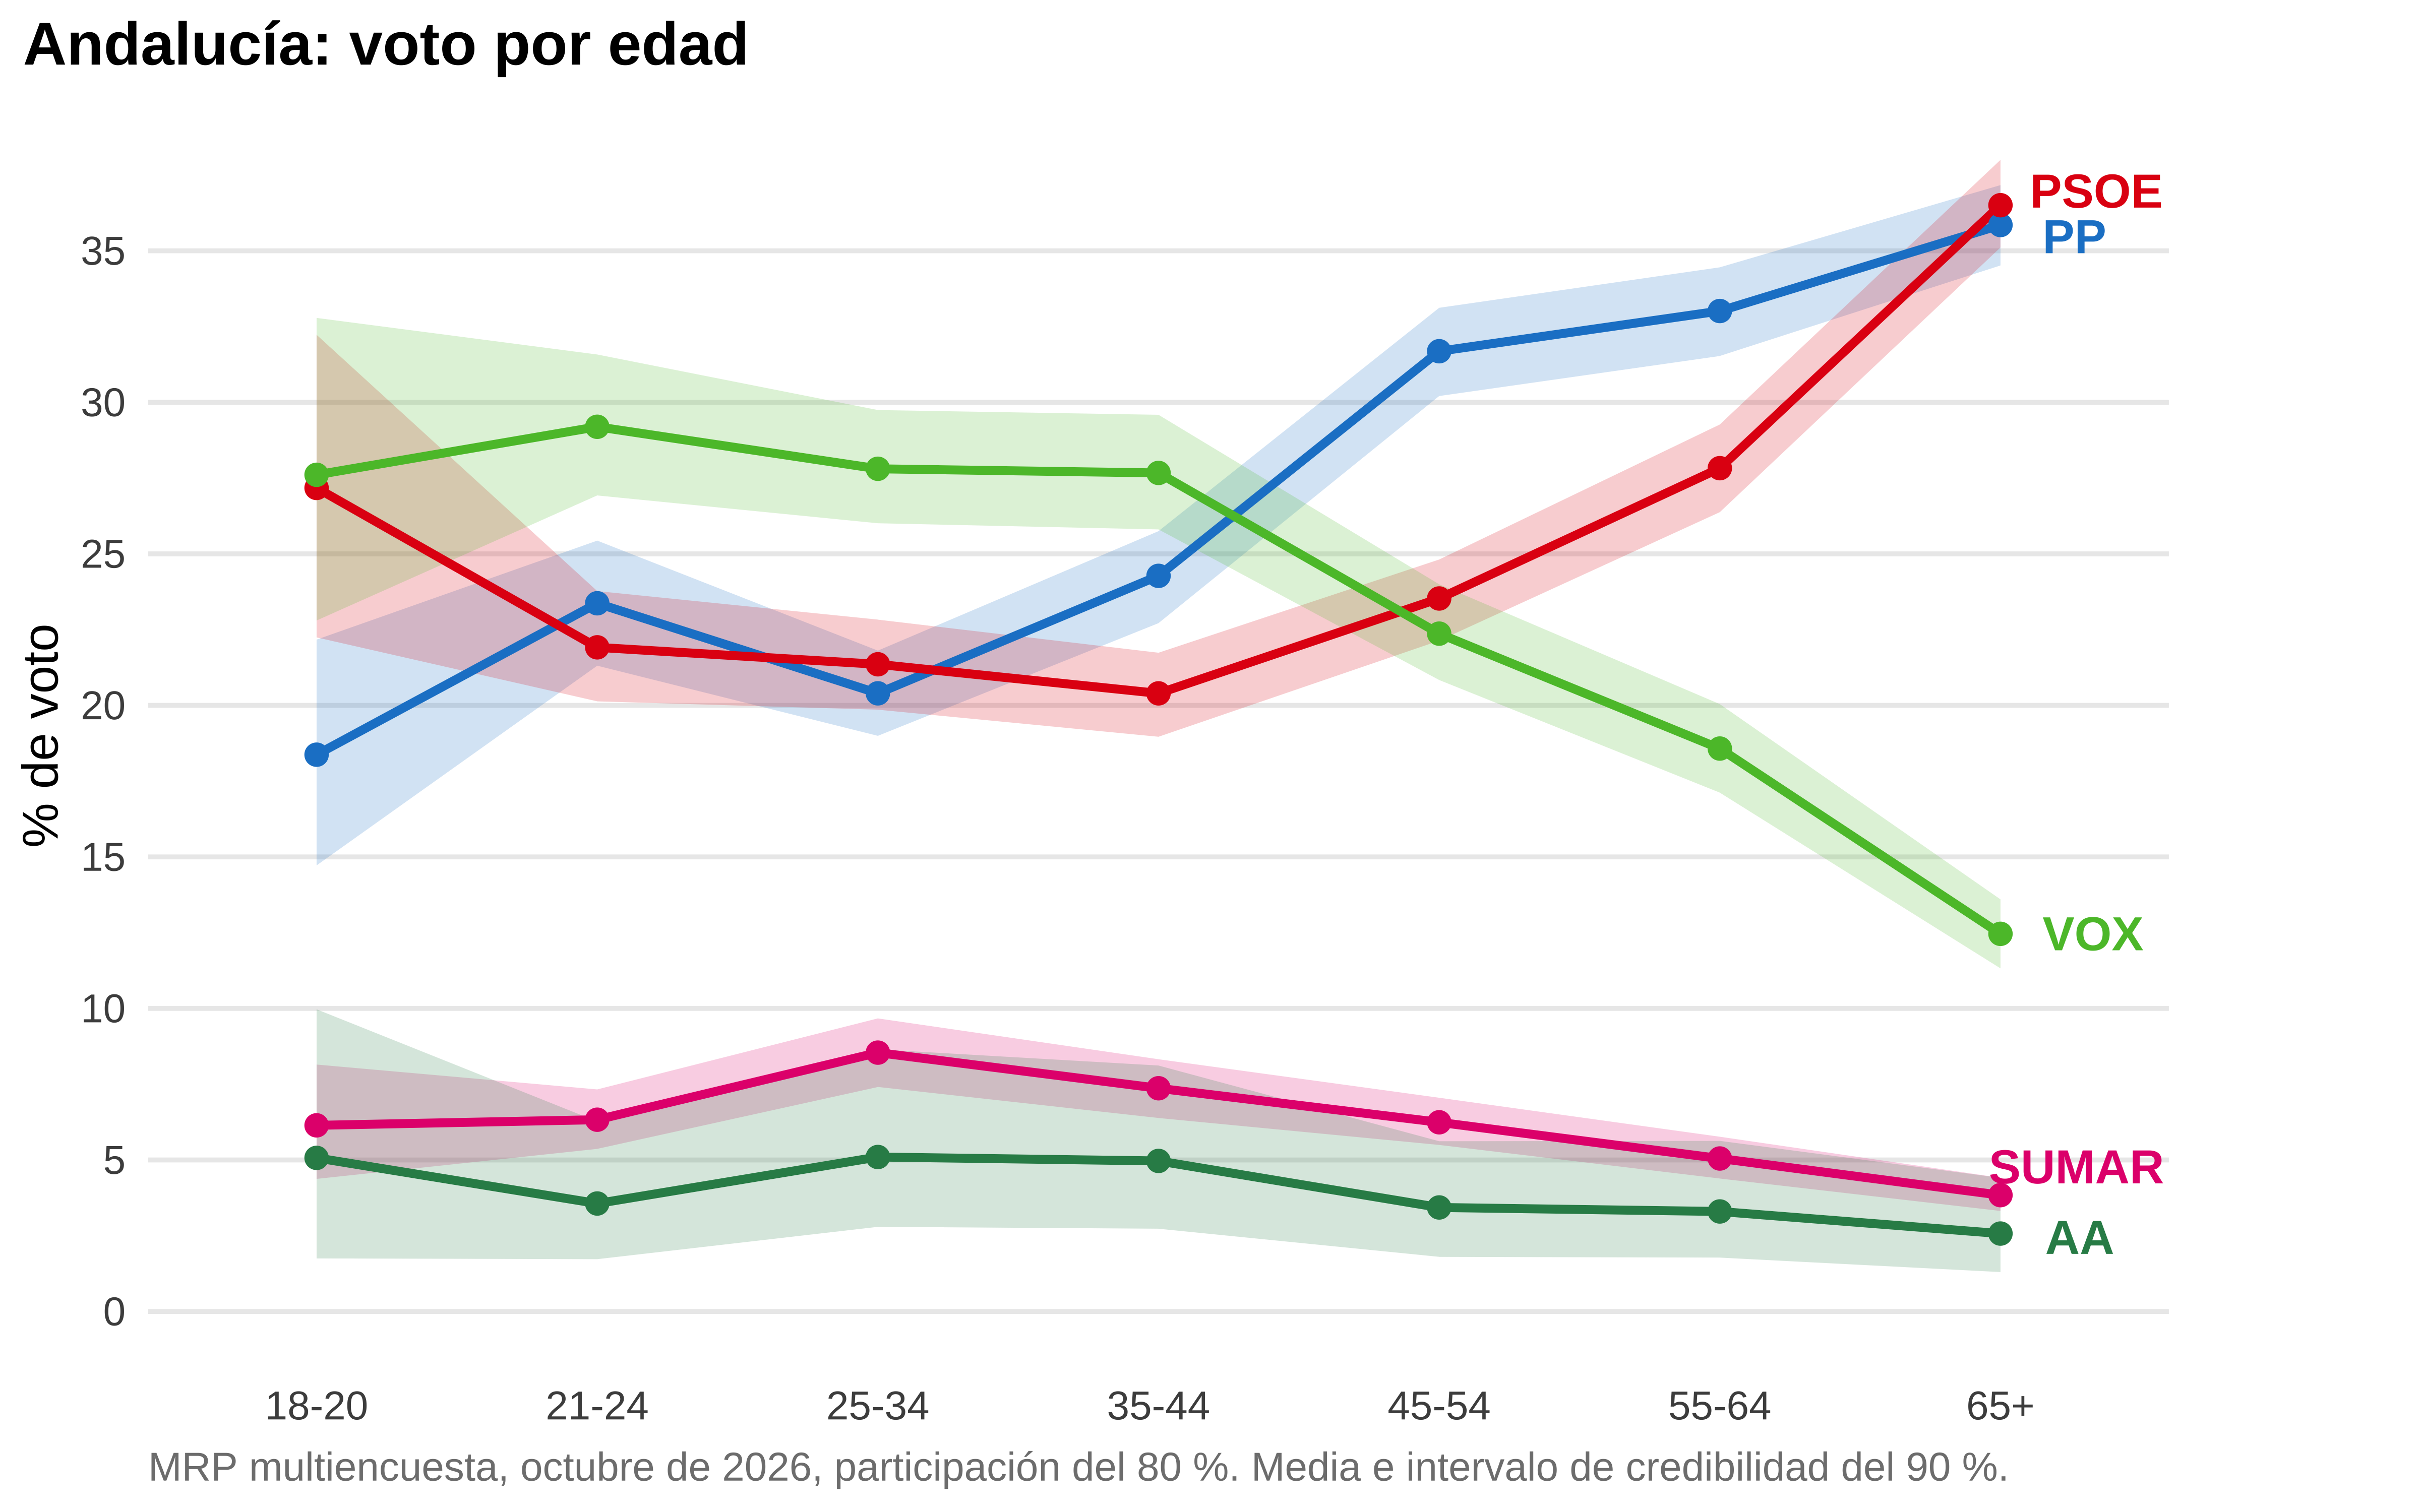 Andalucía: voto por edad
% de voto
35
30
25
20
15
10
5
0
PSOE
PP
VOX
SUMAR
AA
18-20 21-24 25-34 35-44 45-54 55-64 65+
MRP multiencuesta, octubre de 2026, participación del 80 %. Media e intervalo de credibilidad del 90 %.